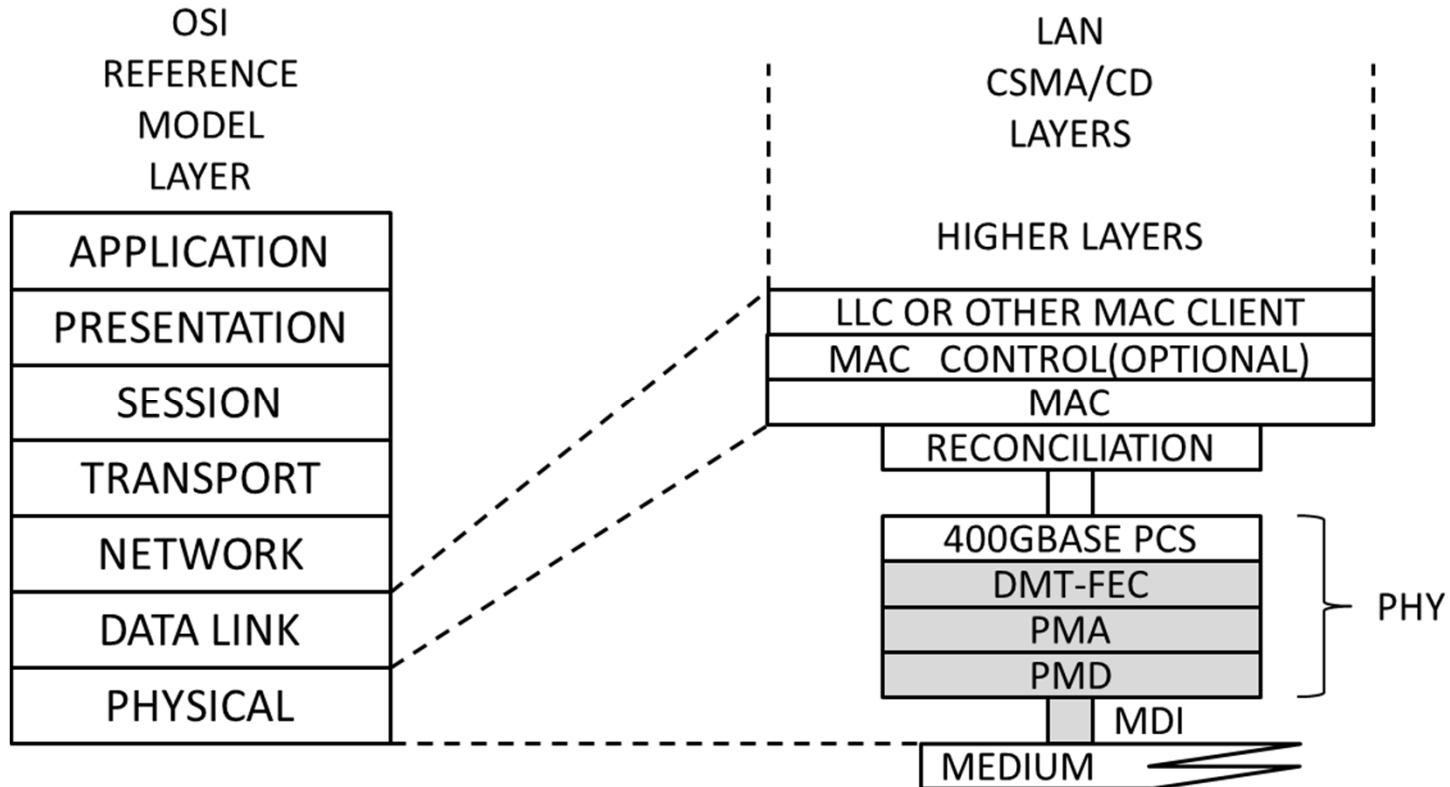 OSI
REFERENCE
MODEL
LAYER
APPLICATION
PRESENTATION
SESSION
TRANSPORT
NETWORK
DATA LINK
PHYSICAL
LAN
CSMA/CD
LAYERS
HIGHER LAYERS
LLC OR OTHER MAC CLIENT
MAC CONTROL(OPTIONAL)
MAC
RECONCILIATION
400GBASE PCS
DMT-FEC
PMA
PMD
PHY
MDI
MEDIUM